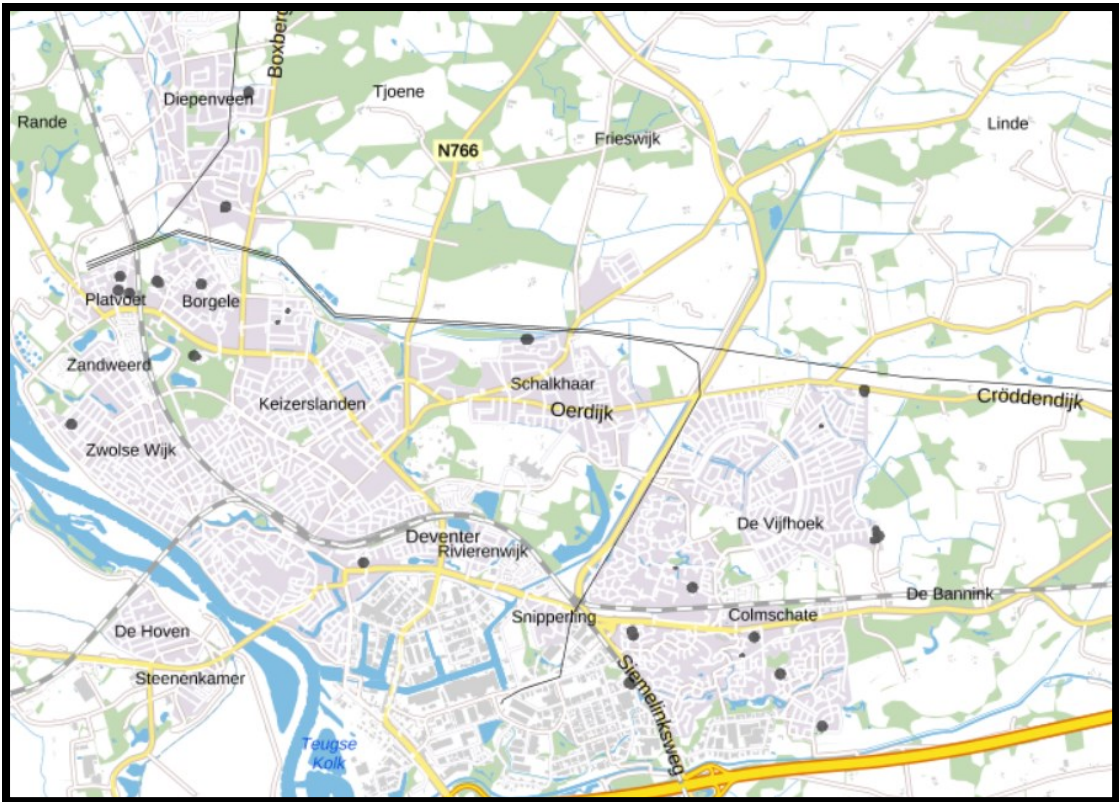 Boxberg
Diepenveen
Tjoene
Rande
N766
Frieswijk
Linde
Platvoet
Borgele
Zandweerd
Keizerslanden
Schalkhaar
Oerdijk
Cröddendijk
Zwolse Wijk
De Vijfhoek
Deventer
Rivierenwijk
De Bannink
Snipperling
Colmschate
De Hoven
Steenenkamer
Siemelinksweg
Teugse
Kolk